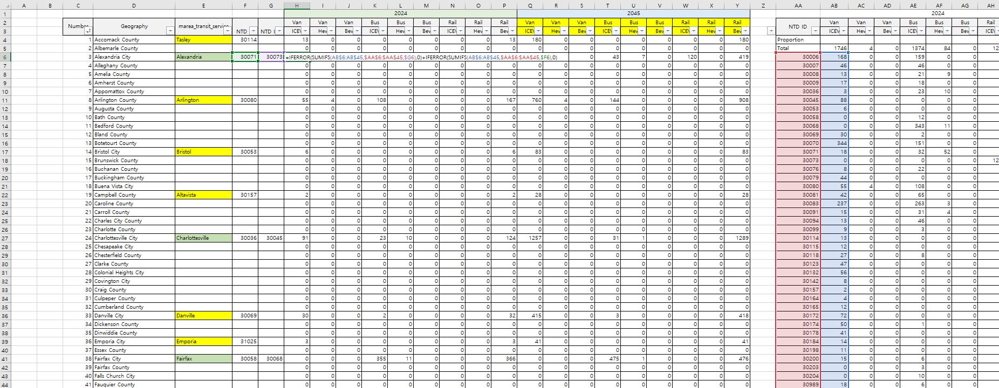 A B C D E F G H I J K L M N O P Q R S T U V W X Y Z AA AB AC AD AE AF AG AH
1 2024 2045 2024
2 Number Geography marea_transit_service Van Van Van Bus Bus Bus Rail Rail Rail Van Van Van Bus Bus Bus Rail Rail Rail NTD ID Van Van Van Bus Bus Bus Rail
3 NTD NTD I ICEV Hev Bev ICEV Hev Bev ICEV Hev Bev ICEV Hev Bev ICEV Hev Bev ICEV Hev Bev ICEV Hev Bev ICEV Hev Bev ICEV
4 1 Accomack County Tasley 30114 13 0 0 0 0 0 0 0 13 180 0 0 0 0 0 0 0 180 Proportion
5 2 Albemarle County 0 0 0 0 0 0 0 0 0 0 0 0 0 0 0 0 0 0 Total 1746 4 0 1374 84 0 12
6 3 Alexandria City Alexandria 30071 30073 =IFERROR(SUMIFS(AB$6:AB$45,$AA$6:$AA$45,$G6),0)+IFERROR(SUMIFS(AB$6:AB$45,$AA$6:$AA$45,$F6),0) 0 43 7 0 120 0 419 30006 168 0 0 159 0 0
7 4 Alleghany County 0 0 0 0 0 0 0 0 0 0 0 0 0 0 0 0 0 0 30007 46 0 0 46 0 0
8 5 Amelia County 0 0 0 0 0 0 0 0 0 0 0 0 0 0 0 0 0 0 30008 13 0 0 21 9 0
9 6 Amherst County 0 0 0 0 0 0 0 0 0 0 0 0 0 0 0 0 0 0 30009 17 0 0 18 0 0
10 7 Appomattox County 0 0 0 0 0 0 0 0 0 0 0 0 0 0 0 0 0 0 30036 3 0 0 23 10 0
11 8 Arlington County Arlington 30080 55 4 0 108 0 0 0 0 167 760 4 0 144 0 0 0 0 908 30045 88 0 0 0 0 0
12 9 Augusta County 0 0 0 0 0 0 0 0 0 0 0 0 0 0 0 0 0 0 30053 6 0 0 0 0 0
13 10 Bath County 0 0 0 0 0 0 0 0 0 0 0 0 0 0 0 0 0 0 30058 0 0 0 12 0 0
14 11 Bedford County 0 0 0 0 0 0 0 0 0 0 0 0 0 0 0 0 0 0 30068 0 0 0 343 11 0
15 12 Bland County 0 0 0 0 0 0 0 0 0 0 0 0 0 0 0 0 0 0 30069 30 0 0 2 0 0
16 13 Botetourt County 0 0 0 0 0 0 0 0 0 0 0 0 0 0 0 0 0 0 30070 344 0 0 151 0 0
17 14 Bristol City Bristol 30053 6 0 0 0 0 0 0 0 6 83 0 0 0 0 0 0 0 83 30071 18 0 0 32 52 0
18 15 Brunswick County 0 0 0 0 0 0 0 0 0 0 0 0 0 0 0 0 0 0 30073 0 0 0 0 0 0 12
19 16 Buchanan County 0 0 0 0 0 0 0 0 0 0 0 0 0 0 0 0 0 0 30076 8 0 0 22 0 0
20 17 Buckingham County 0 0 0 0 0 0 0 0 0 0 0 0 0 0 0 0 0 0 30079 44 0 0 0 0 0
21 18 Buena Vista City 0 0 0 0 0 0 0 0 0 0 0 0 0 0 0 0 0 0 30080 55 4 0 108 0 0
22 19 Campbell County Altavista 30157 2 0 0 0 0 0 0 0 2 28 0 0 0 0 0 0 0 28 30081 42 0 0 65 0 0
23 20 Caroline County 0 0 0 0 0 0 0 0 0 0 0 0 0 0 0 0 0 0 30083 237 0 0 263 3 0
24 21 Carroll County 0 0 0 0 0 0 0 0 0 0 0 0 0 0 0 0 0 0 30091 15 0 0 31 4 0
25 22 Charles City County 0 0 0 0 0 0 0 0 0 0 0 0 0 0 0 0 0 0 30094 13 0 0 46 0 0
26 23 Charlotte County 0 0 0 0 0 0 0 0 0 0 0 0 0 0 0 0 0 0 30099 9 0 0 3 0 0
27 24 Charlottesville City Charlottesville 30036 30045 91 0 0 23 10 0 0 0 124 1257 0 0 31 1 0 0 0 1289 30114 13 0 0 0 0 0
28 25 Chesapeake City 0 0 0 0 0 0 0 0 0 0 0 0 0 0 0 0 0 0 30115 12 0 0 0 0 0
29 26 Chesterfield County 0 0 0 0 0 0 0 0 0 0 0 0 0 0 0 0 0 0 30118 27 0 0 8 0 0
30 27 Clarke County 0 0 0 0 0 0 0 0 0 0 0 0 0 0 0 0 0 0 30123 47 0 0 0 0 0
31 28 Colonial Heights City 0 0 0 0 0 0 0 0 0 0 0 0 0 0 0 0 0 0 30132 56 0 0 0 0 0
32 29 Covington City 0 0 0 0 0 0 0 0 0 0 0 0 0 0 0 0 0 0 30142 8 0 0 0 0 0
33 30 Craig County 0 0 0 0 0 0 0 0 0 0 0 0 0 0 0 0 0 0 30157 2 0 0 0 0 0
34 31 Culpeper County 0 0 0 0 0 0 0 0 0 0 0 0 0 0 0 0 0 0 30164 4 0 0 0 0 0
35 32 Cumberland County 0 0 0 0 0 0 0 0 0 0 0 0 0 0 0 0 0 0 30165 12 0 0 0 0 0
36 33 Danville City Danville 30069 30 0 0 2 0 0 0 0 32 415 0 0 3 0 0 0 0 418 30172 72 0 0 0 0 0
37 34 Dickenson County 0 0 0 0 0 0 0 0 0 0 0 0 0 0 0 0 0 0 30174 50 0 0 1 0 0
38 35 Dinwiddie County 0 0 0 0 0 0 0 0 0 0 0 0 0 0 0 0 0 0 30178 41 0 0 0 0 0
39 36 Emporia City Emporia 31025 3 0 0 0 0 0 0 0 3 41 0 0 0 0 0 0 0 41 30184 14 0 0 0 0 0
40 37 Essex County 0 0 0 0 0 0 0 0 0 0 0 0 0 0 0 0 0 0 30198 11 0 0 0 0 0
41 38 Fairfax City Fairfax 30058 30068 0 0 0 355 11 0 0 0 366 0 0 0 475 1 0 0 0 476 30200 15 0 0 6 0 0
42 39 Fairfax County 0 0 0 0 0 0 0 0 0 0 0 0 0 0 0 0 0 0 30203 0 0 0 3 0 0
43 40 Falls Church City 0 0 0 0 0 0 0 0 0 0 0 0 0 0 0 0 0 0 30204 0 0 0 10 0 0
44 41 Fauquier County 0 0 0 0 0 0 0 0 0 0 0 0 0 0 0 0 0 0 30989 18 0 0 6 0 0